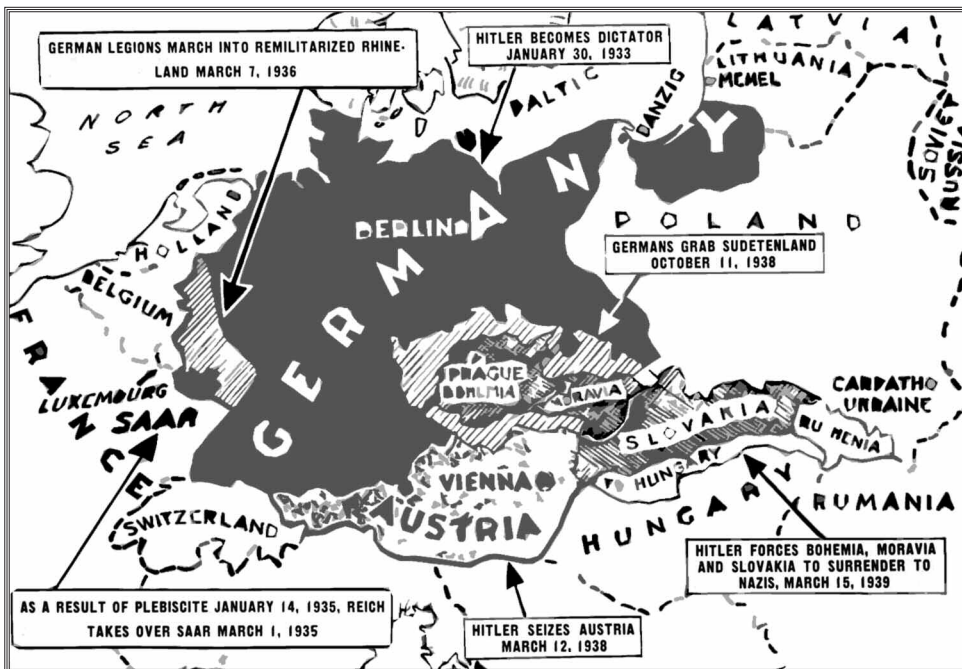 GERMAN LEGIONS MARCH INTO REMILITARIZED RHINE-
LAND MARCH 7, 1936
HITLER BECOMES DICTATOR
JANUARY 30, 1933
LATVIA
LITHUANIA
MEMEL
NORTH
SEA
BALTIC
DANZIG
SOVIET
RUSSIA
GERMANY
HOLLAND
BERLIN
POLAND
GERMANS GRAB SUDETENLAND
OCTOBER 11, 1938
BELGIUM
FRANCE
LUXEMBURG
SAAR
PRAGUE
BOHEMIA
MORAVIA
SLOVAKIA
CARPATHO
UKRAINE
RUMENIA
HUNGARY
VIENNA
AUSTRIA
SWITZERLAND
HUNGARY
RUMANIA
HITLER FORCES BOHEMIA, MORAVIA
AND SLOVAKIA TO SURRENDER TO
NAZIS, MARCH 15, 1939
AS A RESULT OF PLEBISCITE JANUARY 14, 1935, REICH
TAKES OVER SAAR MARCH 1, 1935
HITLER SEIZES AUSTRIA
MARCH 12, 1938